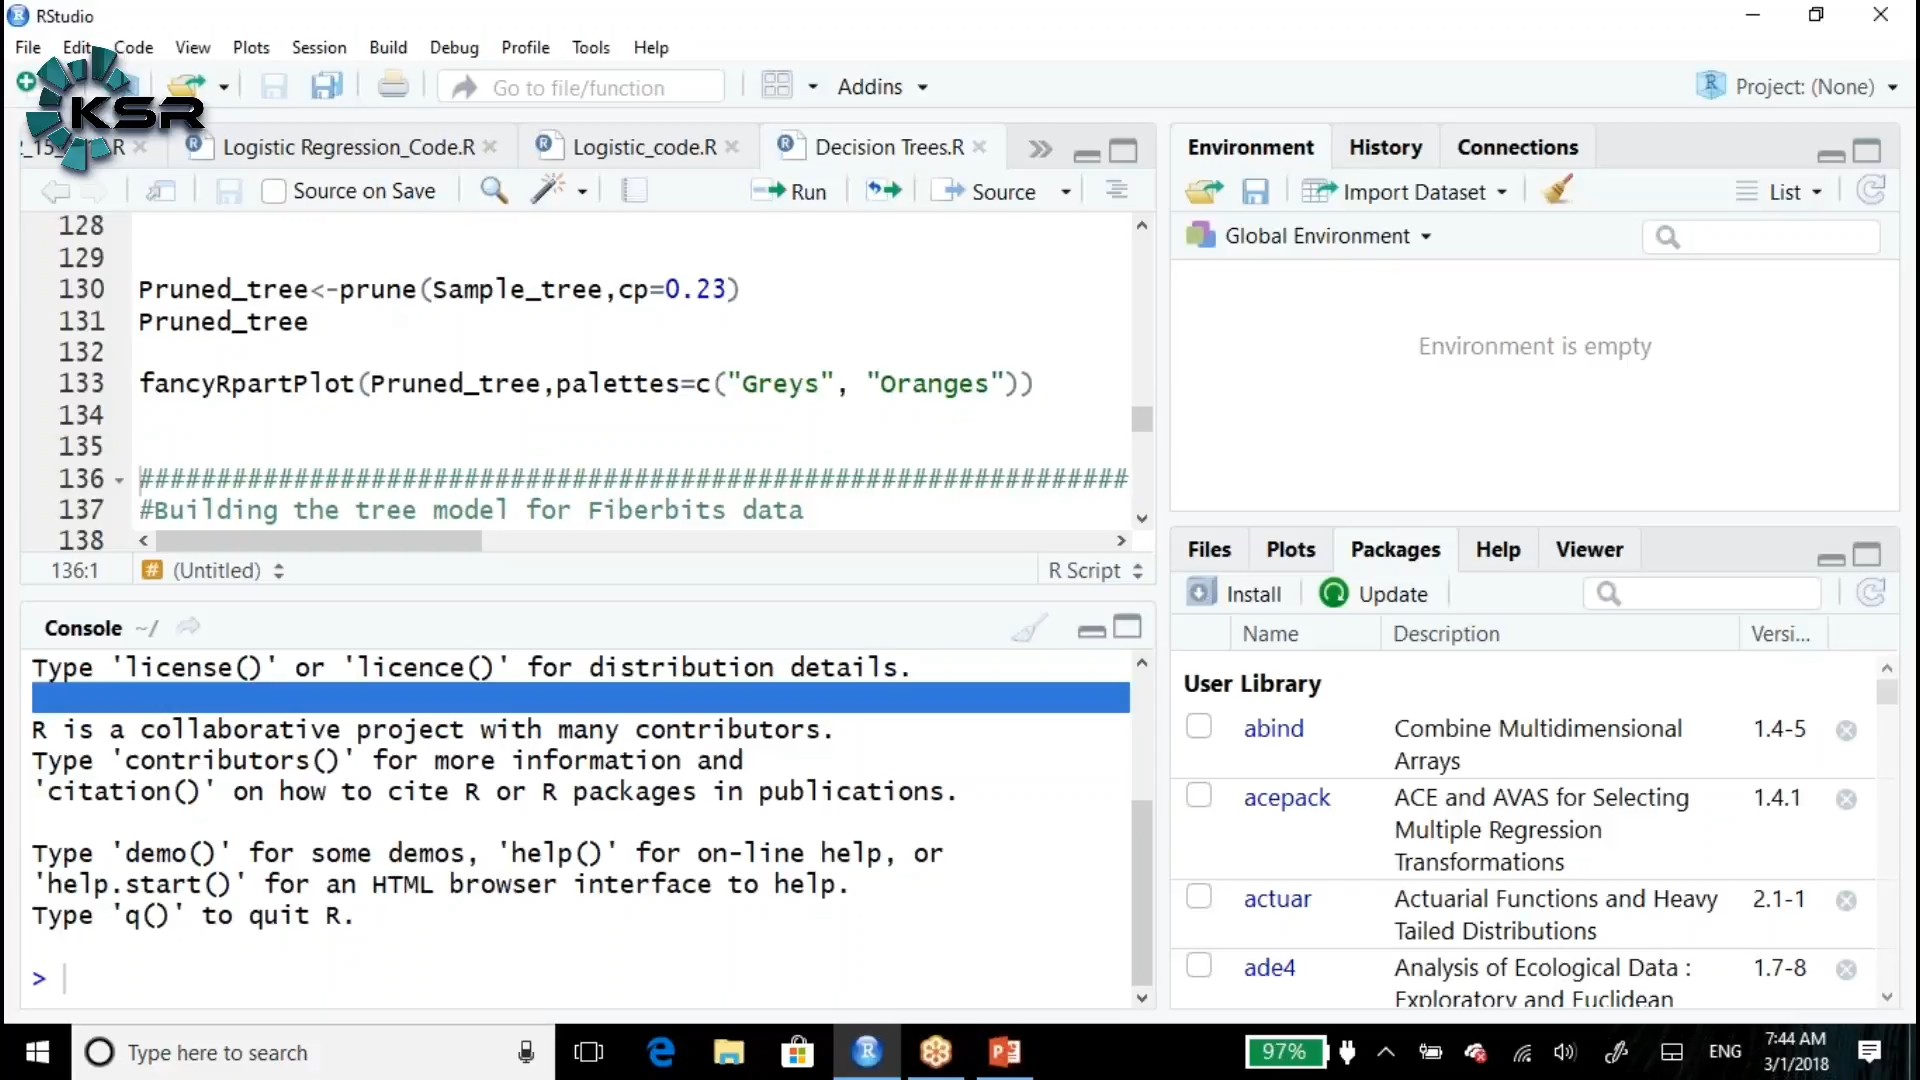 RStudio
File Edit Code View Plots Session Build Debug Profile Tools Help
Go to file/function
Addins
Project: (None)
KSR
Logistic Regression_Code.R
Logistic_code.R
Decision Trees.R
Source on Save
Run
Source
128
129
130 Pruned_tree<-prune(Sample_tree,cp=0.23)
131 Pruned_tree
132
133 fancyRpartPlot(Pruned_tree,palettes=c("Greys", "Oranges"))
134
135
136 ################################################################
137 #Building the tree model for Fiberbits data
138
136:1 (Untitled) R Script
Console ~/
Type 'license()' or 'licence()' for distribution details.
R is a collaborative project with many contributors.
Type 'contributors()' for more information and
'citation()' on how to cite R or R packages in publications.
Type 'demo()' for some demos, 'help()' for on-line help, or
'help.start()' for an HTML browser interface to help.
Type 'q()' to quit R.
>
Environment History Connections
Import Dataset
List
Global Environment
Environment is empty
Files Plots Packages Help Viewer
Install Update
Name Description Versi...
User Library
abind Combine Multidimensional 1.4-5
Arrays
acepack ACE and AVAS for Selecting 1.4.1
Multiple Regression
Transformations
actuar Actuarial Functions and Heavy 2.1-1
Tailed Distributions
ade4 Analysis of Ecological Data : 1.7-8
Exploratory and Euclidean
Type here to search
97%
ENG
7:44 AM
3/1/2018